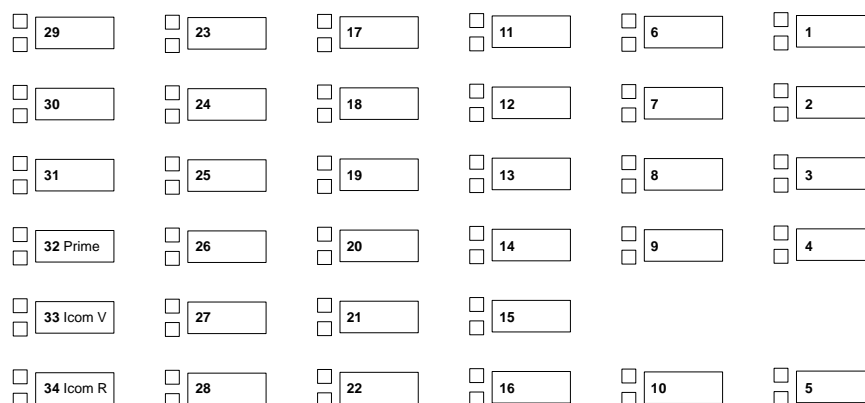 29 23 17 11 6 1
30 24 18 12 7 2
31 25 19 13 8 3
32 Prime 26 20 14 9 4
33 Icom V 27 21 15
34 Icom R 28 22 16 10 5